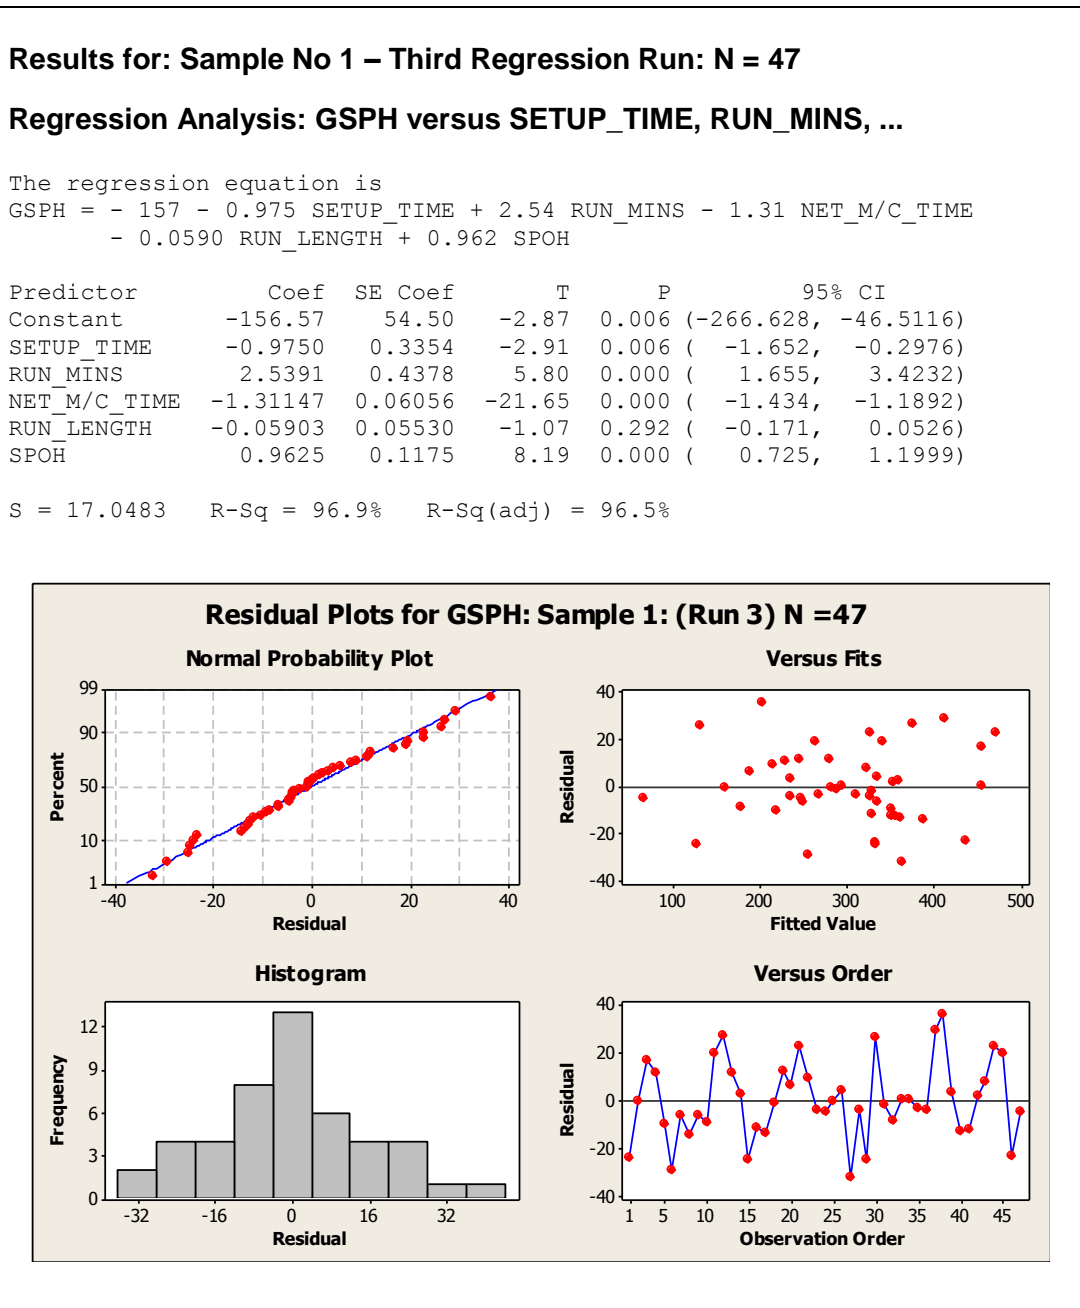 Results for: Sample No 1 – Third Regression Run: N = 47
Regression Analysis: GSPH versus SETUP_TIME, RUN_MINS, ...
The regression equation is
GSPH = - 157 - 0.975 SETUP_TIME + 2.54 RUN_MINS - 1.31 NET_M/C_TIME
- 0.0590 RUN_LENGTH + 0.962 SPOH
Predictor Coef SE Coef T P 95% CI
Constant -156.57 54.50 -2.87 0.006 (-266.628, -46.5116)
SETUP_TIME -0.9750 0.3354 -2.91 0.006 ( -1.652, -0.2976)
RUN_MINS 2.5391 0.4378 5.80 0.000 ( 1.655, 3.4232)
NET_M/C_TIME -1.31147 0.06056 -21.65 0.000 ( -1.434, -1.1892)
RUN_LENGTH -0.05903 0.05530 -1.07 0.292 ( -0.171, 0.0526)
SPOH 0.9625 0.1175 8.19 0.000 ( 0.725, 1.1999)
S = 17.0483 R-Sq = 96.9% R-Sq(adj) = 96.5%
Residual Plots for GSPH: Sample 1: (Run 3) N =47
Normal Probability Plot
99
90
50
10
1
Percent
-40 -20 0 20 40
Residual
Versus Fits
40
20
0
-20
-40
Residual
100 200 300 400 500
Fitted Value
Histogram
12
9
6
3
0
Frequency
-32 -16 0 16 32
Residual
Versus Order
40
20
0
-20
-40
Residual
1 5 10 15 20 25 30 35 40 45
Observation Order